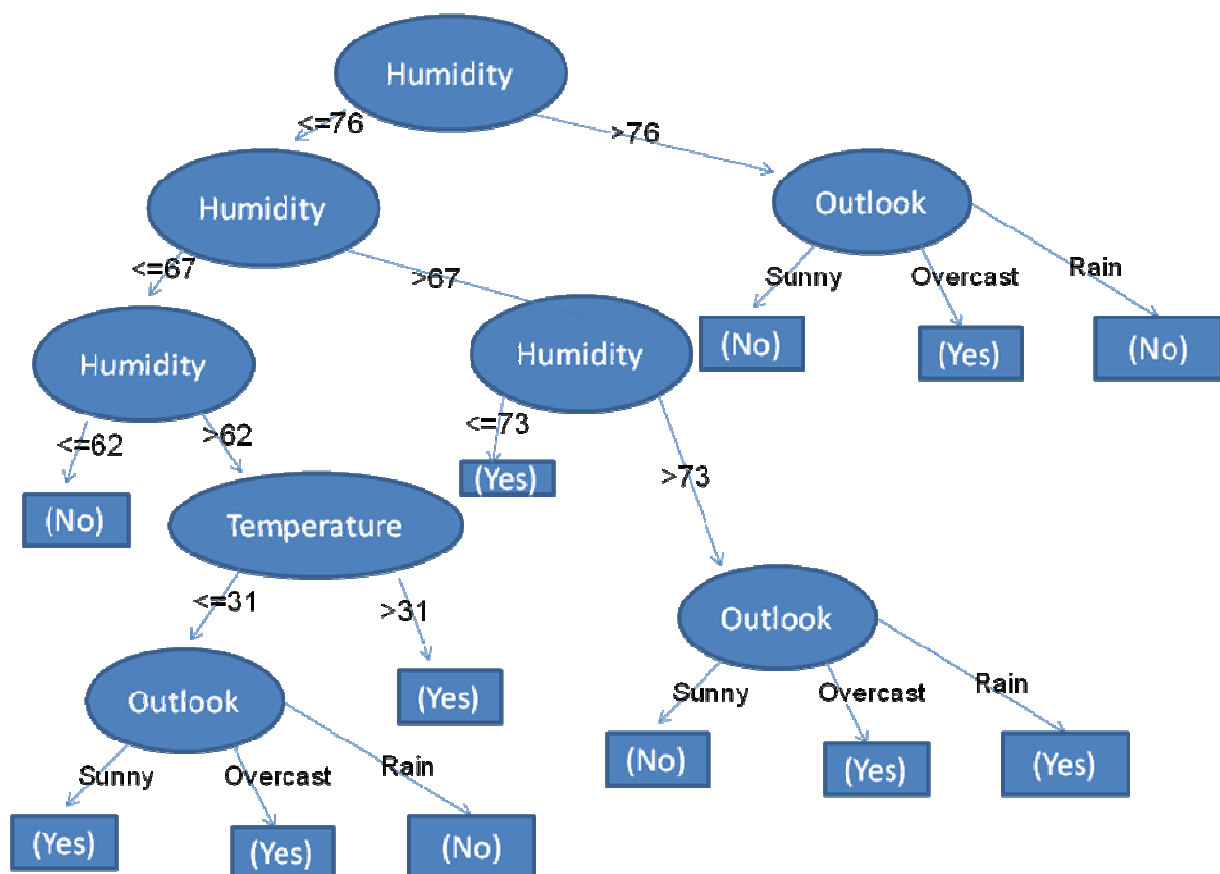 Humidity
<=76
>76
Humidity
Outlook
<=67
>67
Sunny
Overcast
Rain
Humidity
Humidity
(No)
(Yes)
(No)
<=62
>62
<=73
>73
(Yes)
(No)
Temperature
<=31
>31
Outlook
Outlook
(Yes)
Sunny
Overcast
Rain
Sunny
Overcast
Rain
(No)
(Yes)
(Yes)
(Yes)
(Yes)
(No)